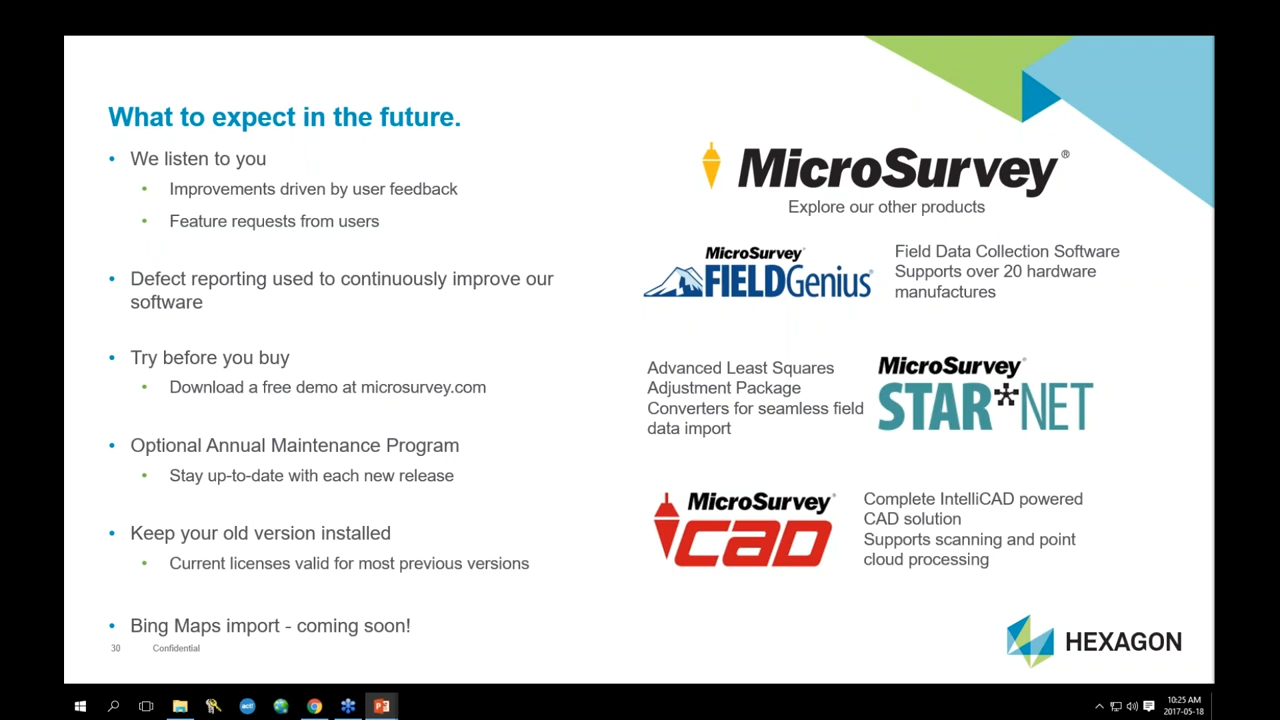 What to expect in the future.
• We listen to you
• Improvements driven by user feedback
• Feature requests from users
• Defect reporting used to continuously improve our
software
• Try before you buy
• Download a free demo at microsurvey.com
• Optional Annual Maintenance Program
• Stay up-to-date with each new release
• Keep your old version installed
• Current licenses valid for most previous versions
• Bing Maps import - coming soon!
30 Confidential
MicroSurvey®
Explore our other products
MicroSurvey
FIELDGenius®
Field Data Collection Software
Supports over 20 hardware
manufactures
Advanced Least Squares
Adjustment Package
Converters for seamless field
data import
MicroSurvey
STAR*NET
MicroSurvey
CAD
Complete IntelliCAD powered
CAD solution
Supports scanning and point
cloud processing
HEXAGON
act!
10:25 AM
2017-05-18